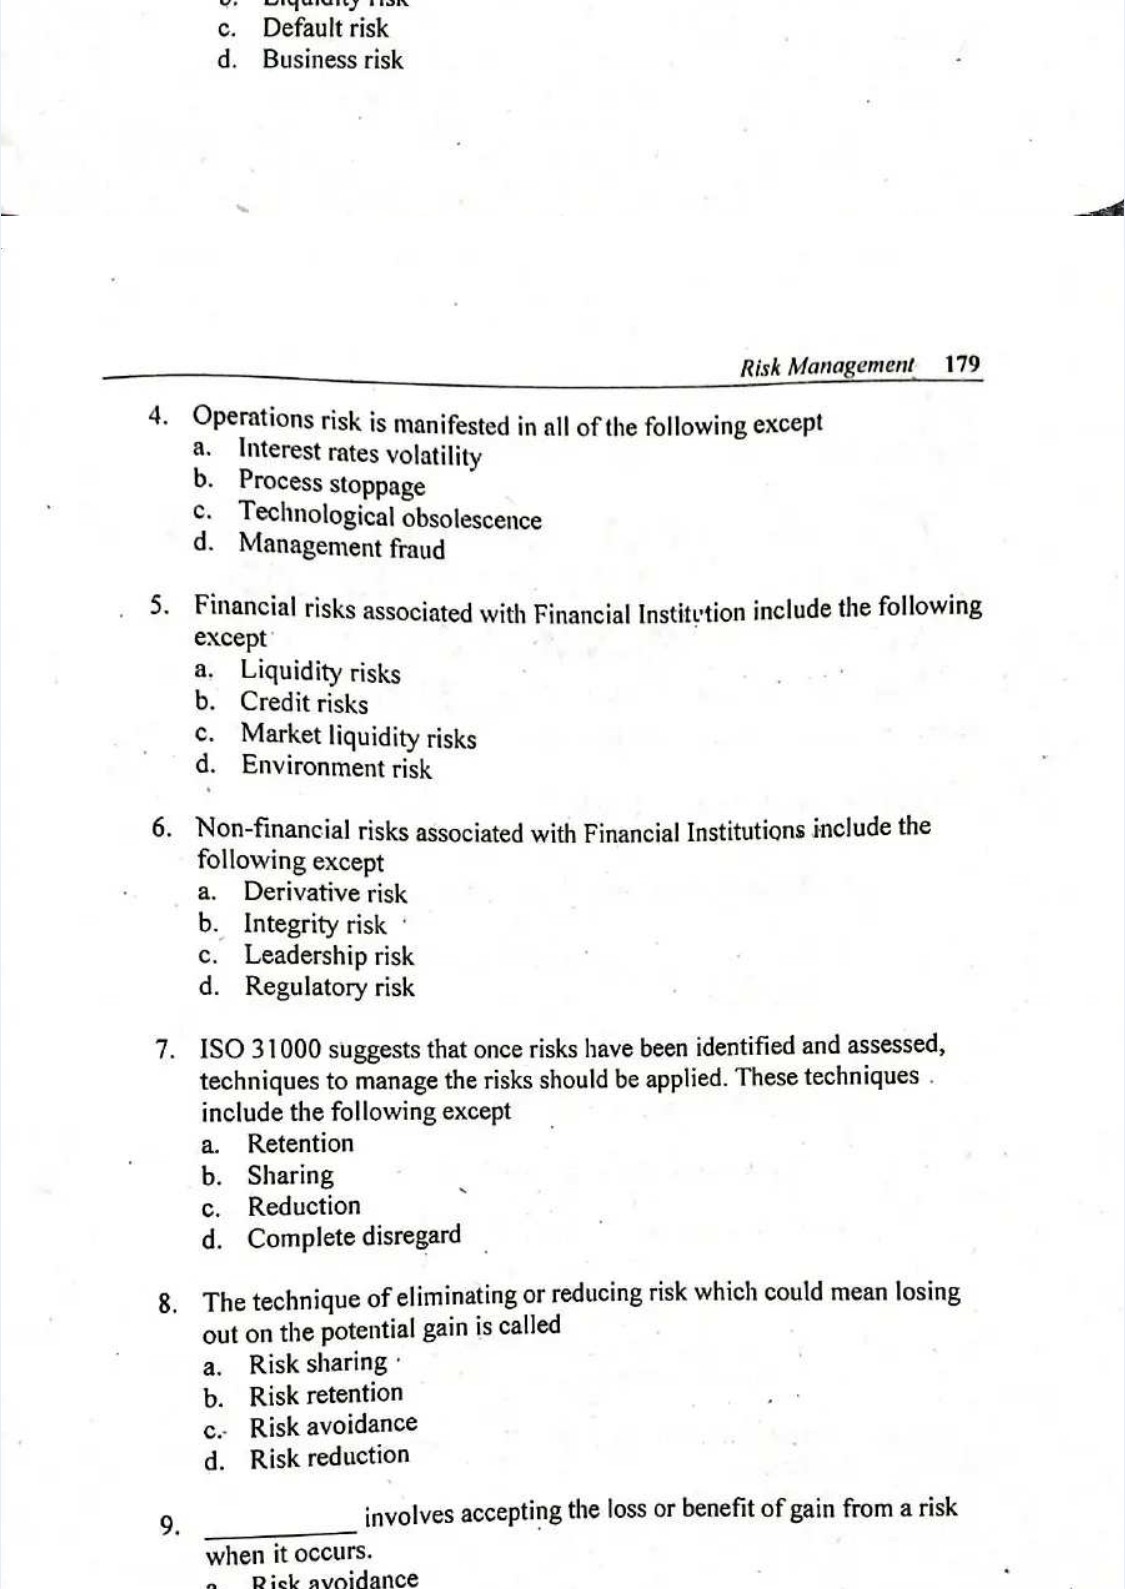 b. Liquidity risk
c. Default risk
d. Business risk
Risk Management 179
4. Operations risk is manifested in all of the following except
a. Interest rates volatility
b. Process stoppage
c. Technological obsolescence
d. Management fraud
5. Financial risks associated with Financial Institution include the following
except
a. Liquidity risks
b. Credit risks
c. Market liquidity risks
d. Environment risk
6. Non-financial risks associated with Financial Institutions include the
following except
a. Derivative risk
b. Integrity risk
c. Leadership risk
d. Regulatory risk
7. ISO 31000 suggests that once risks have been identified and assessed,
techniques to manage the risks should be applied. These techniques
include the following except
a. Retention
b. Sharing
c. Reduction
d. Complete disregard
8. The technique of eliminating or reducing risk which could mean losing
out on the potential gain is called
a. Risk sharing
b. Risk retention
c. Risk avoidance
d. Risk reduction
9. ____________ involves accepting the loss or benefit of gain from a risk
when it occurs.
a. Risk avoidance